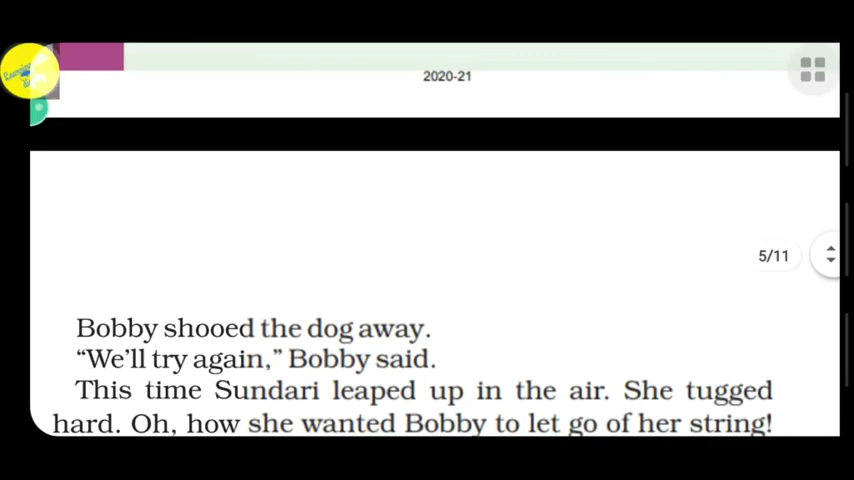 2020-21
5/11
Bobby shooed the dog away.
“We’ll try again,” Bobby said.
This time Sundari leaped up in the air. She tugged
hard. Oh, how she wanted Bobby to let go of her string!